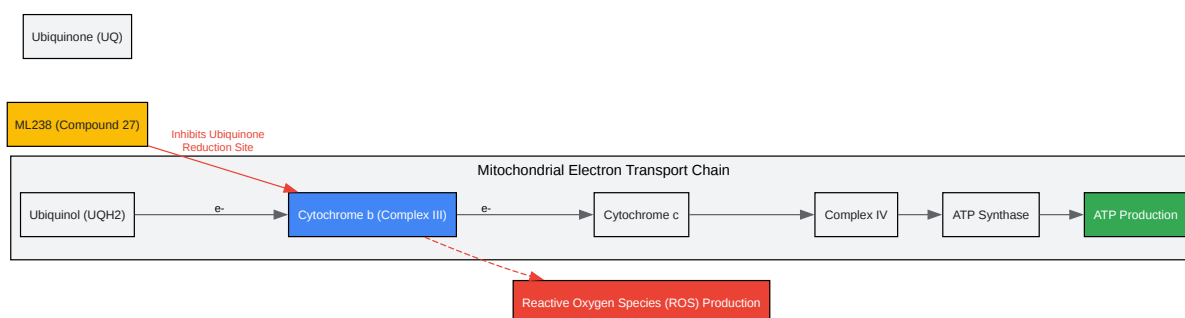 Ubiquinone (UQ)
ML238 (Compound 27)
Inhibits Ubiquinone
Reduction Site
Mitochondrial Electron Transport Chain
Ubiquinol (UQH2)
e-
Cytochrome b (Complex III)
e-
Cytochrome c
Complex IV
ATP Synthase
ATP Production
Reactive Oxygen Species (ROS) Production